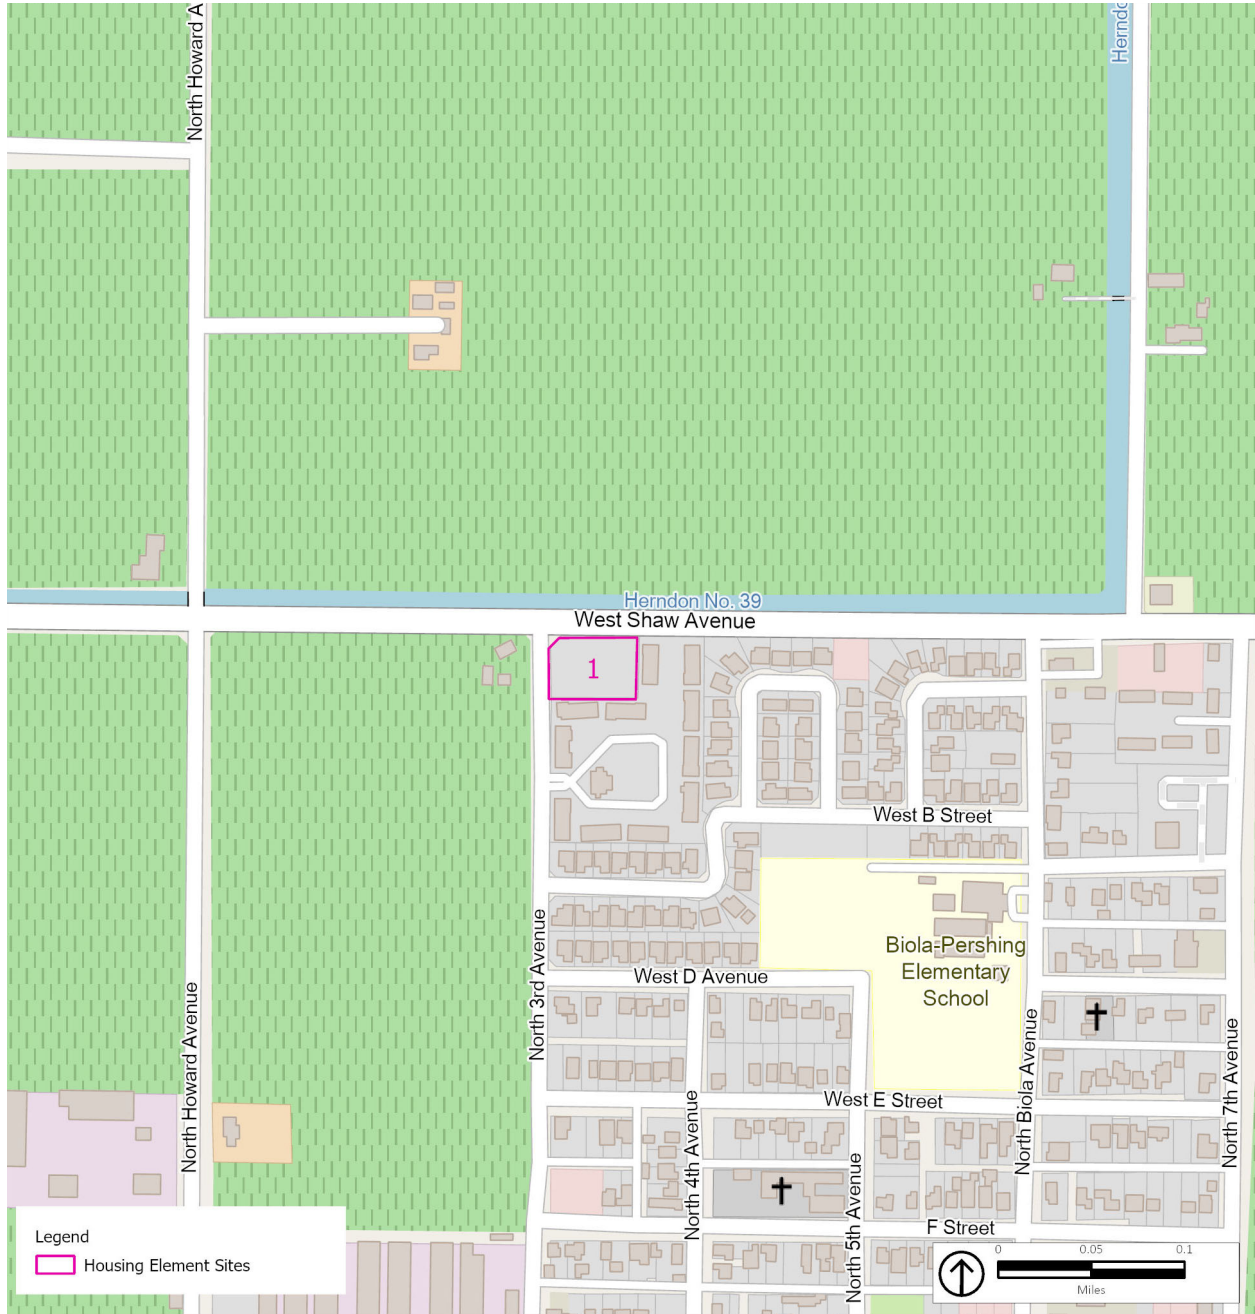 North Howard A
Herndo
Herndon No. 39
West Shaw Avenue
1
West B Street
North 3rd Avenue
Biola-Pershing
Elementary
School
West D Avenue
North Howard Avenue
North Biola Avenue
North 7th Avenue
West E Street
North 4th Avenue
North 5th Avenue
F Street
Legend
Housing Element Sites
0 0.05 0.1
Miles